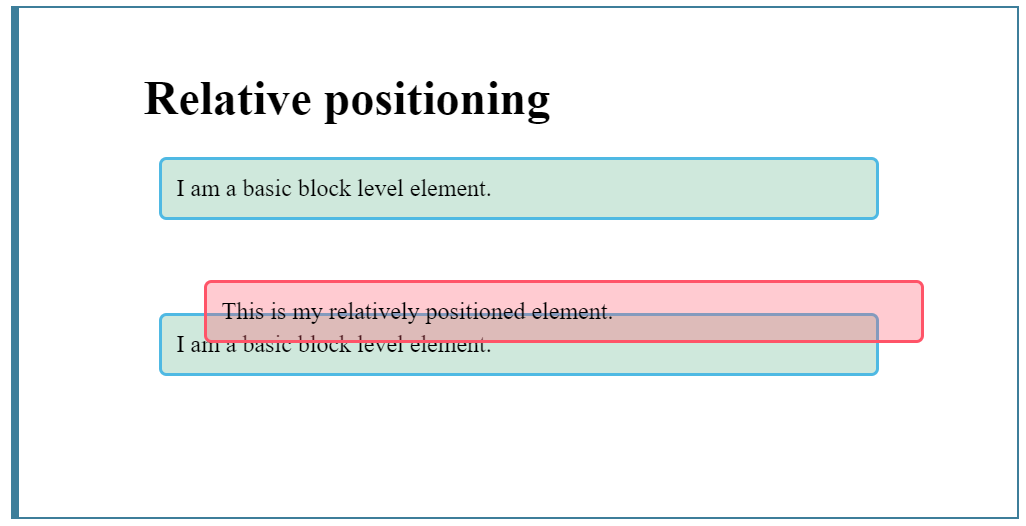 Relative positioning
I am a basic block level element.
This is my relatively positioned element.
I am a basic block level element.